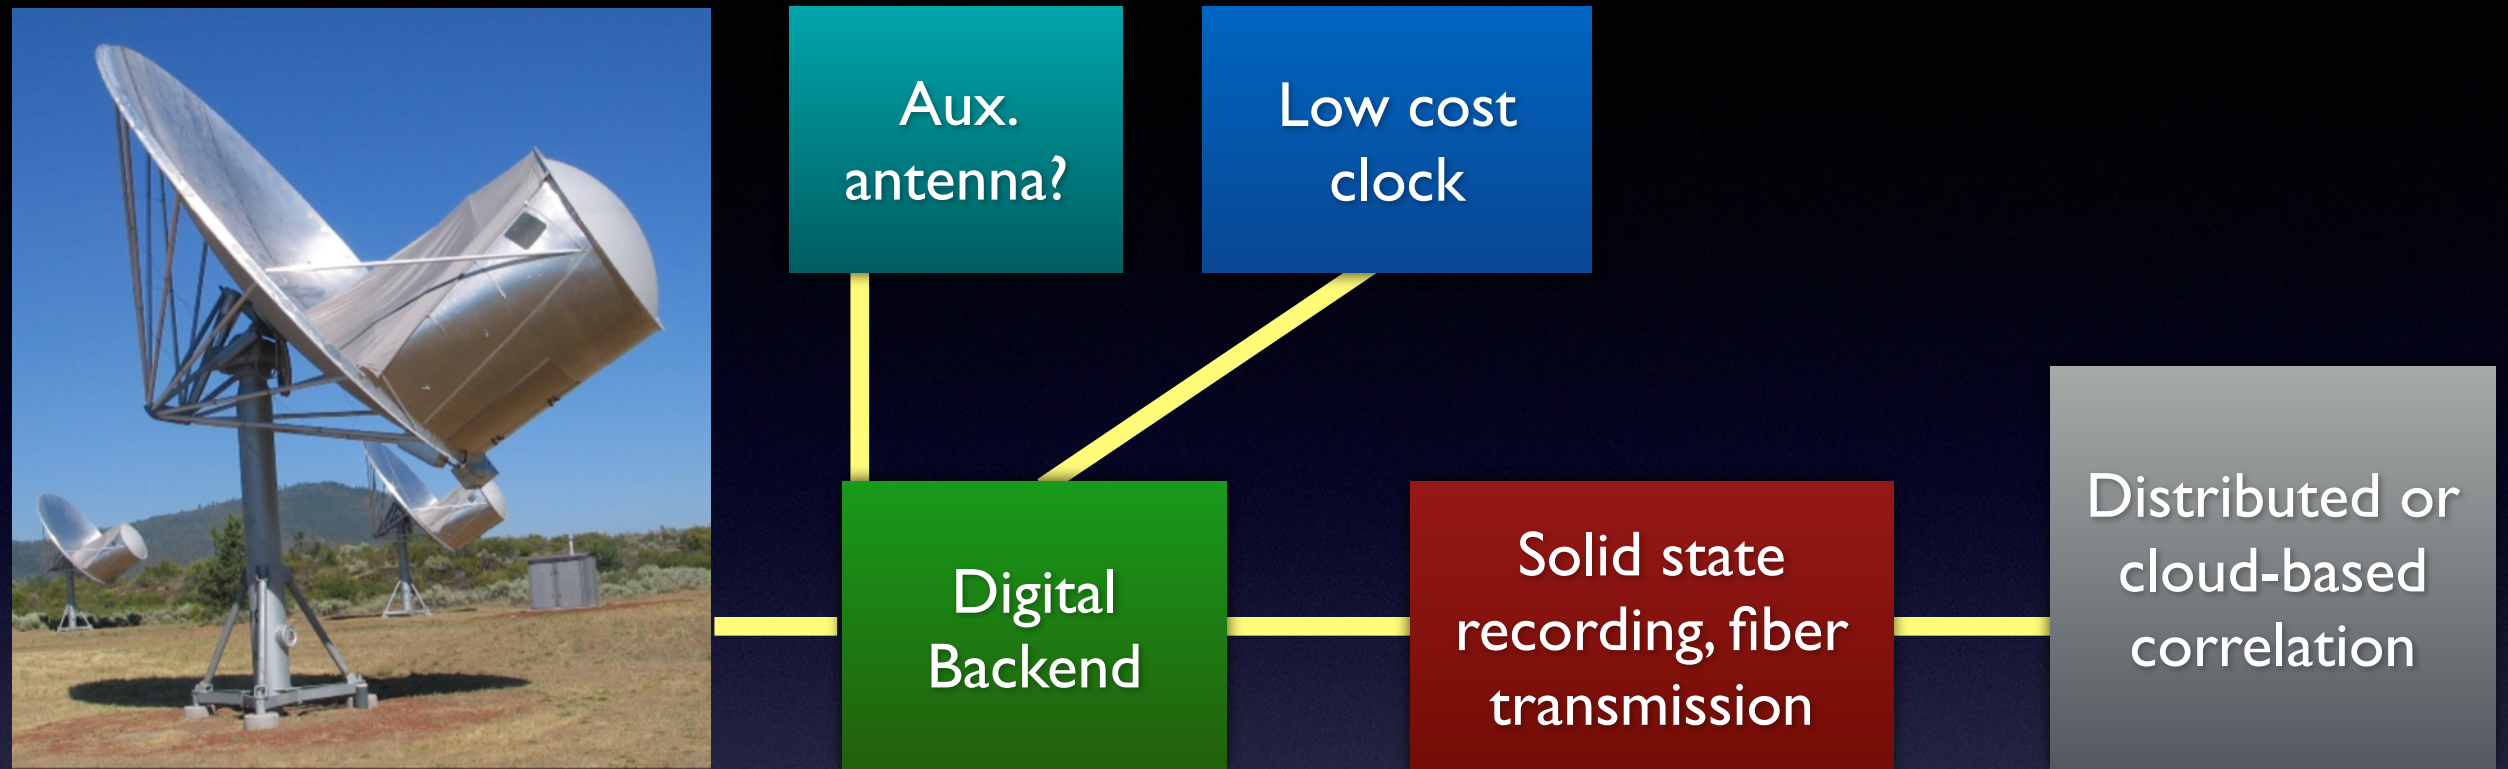 Aux.
antenna?
Low cost
clock
Digital
Backend
Solid state
recording, fiber
transmission
Distributed or
cloud-based
correlation